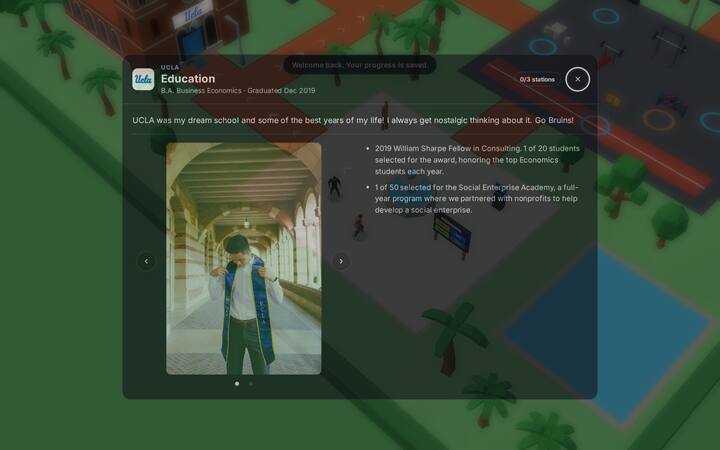 Ucla
UCLA
Welcome back. Your progress is saved.
Ucla
Education
B.A. Business Economics · Graduated Dec 2019
0/3 stations
×
UCLA was my dream school and some of the best years of my life! I always get nostalgic thinking about it. Go Bruins!
• 2019 William Sharpe Fellow in Consulting. 1 of 20 students
selected for the award, honoring the top Economics
students each year.
• 1 of 50 selected for the Social Enterprise Academy, a full-
year program where we partnered with nonprofits to help
develop a social enterprise.
UCLA